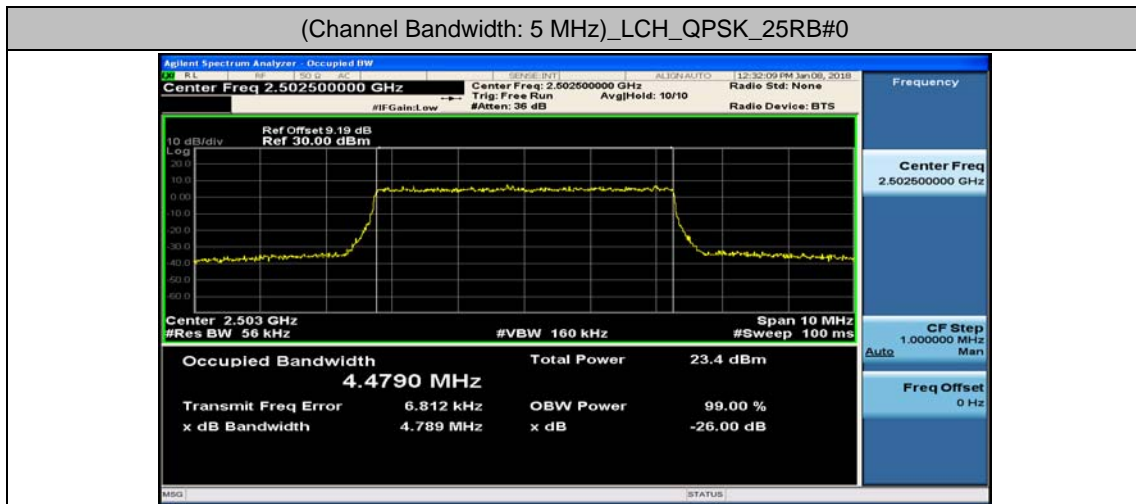 (Channel Bandwidth: 5 MHz)_LCH_QPSK_25RB#0
Agilent Spectrum Analyzer - Occupied BW
RL RF 50 Ω AC SENSE:INT ALIGN AUTO 12:32:09 PM Jan 08, 2018
Center Freq 2.502500000 GHz
Center Freq: 2.502500000 GHz
Radio Std: None
Trig: Free Run Avg|Hold: 10/10
#IFGain:Low #Atten: 36 dB Radio Device: BTS
Ref Offset 9.19 dB
10 dB/div Ref 30.00 dBm
Log
20.0
10.0
0.00
-10.0
-20.0
-30.0
-40.0
-50.0
-60.0
Center 2.503 GHz Span 10 MHz
#Res BW 56 kHz #VBW 160 kHz #Sweep 100 ms
Occupied Bandwidth Total Power 23.4 dBm
4.4790 MHz
Transmit Freq Error 6.812 kHz OBW Power 99.00 %
x dB Bandwidth 4.789 MHz x dB -26.00 dB
Frequency
Center Freq
2.502500000 GHz
CF Step
1.000000 MHz
Auto Man
Freq Offset
0 Hz
MSG STATUS